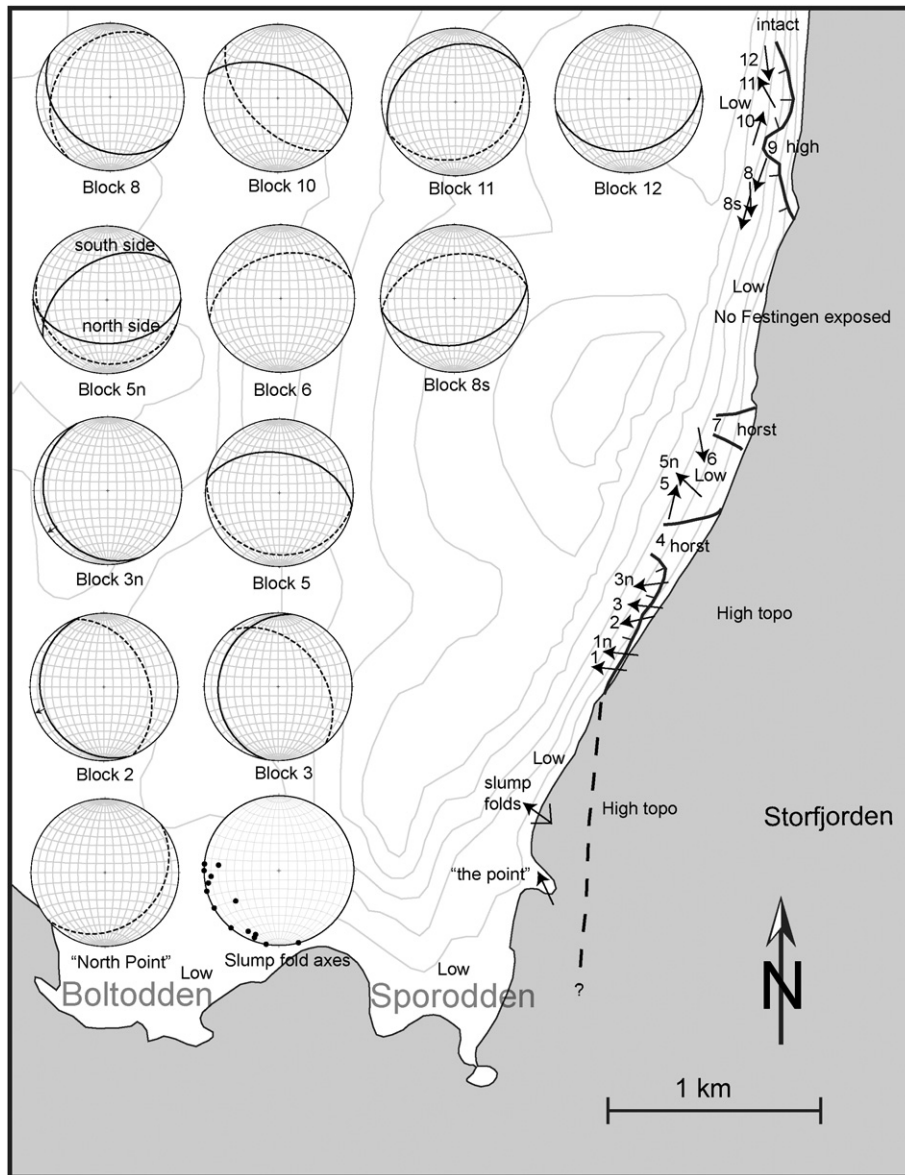 intact
12
11
Low
10
9 high
8
8s
Block 8
Block 10
Block 11
Block 12
south side
north side
Block 5n
Block 6
Block 8s
Low
No Festingen exposed
7
horst
6
5n
Low
5
4 horst
Block 3n
Block 5
3n
3
2
1n
1
High topo
Block 2
Block 3
Low
slump
folds
High topo
Storfjorden
"the point"
"North Point"
Low
Slump fold axes
Low
Boltodden
Sporodden
?
N
1 km